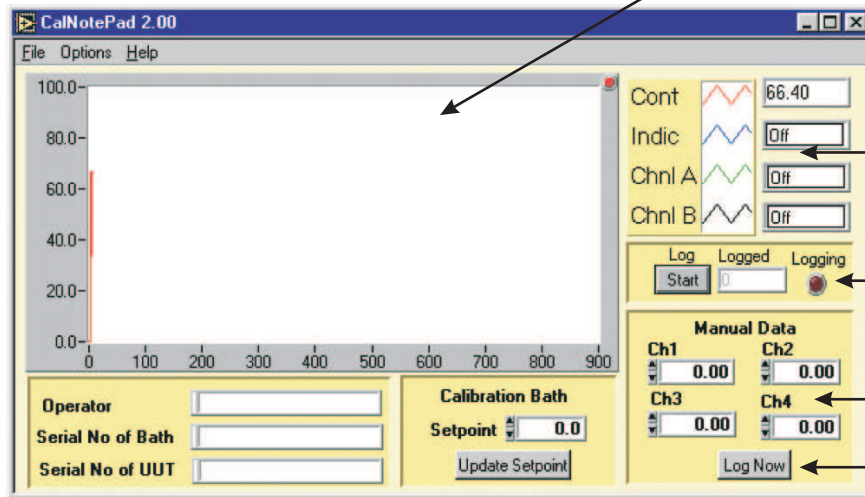 CalNotePad 2.00
File Options Help
100.0
80.0
60.0
40.0
20.0
0.0
0 100 200 300 400 500 600 700 800 900
Cont 66.40
Indic Off
Chnl A Off
Chnl B Off
Log Logged Logging
Start 0
Manual Data
Ch1 Ch2
0.00 0.00
Ch3 Ch4
0.00 0.00
Log Now
Operator
Serial No of Bath
Serial No of UUT
Calibration Bath
Setpoint 0.0
Update Setpoint